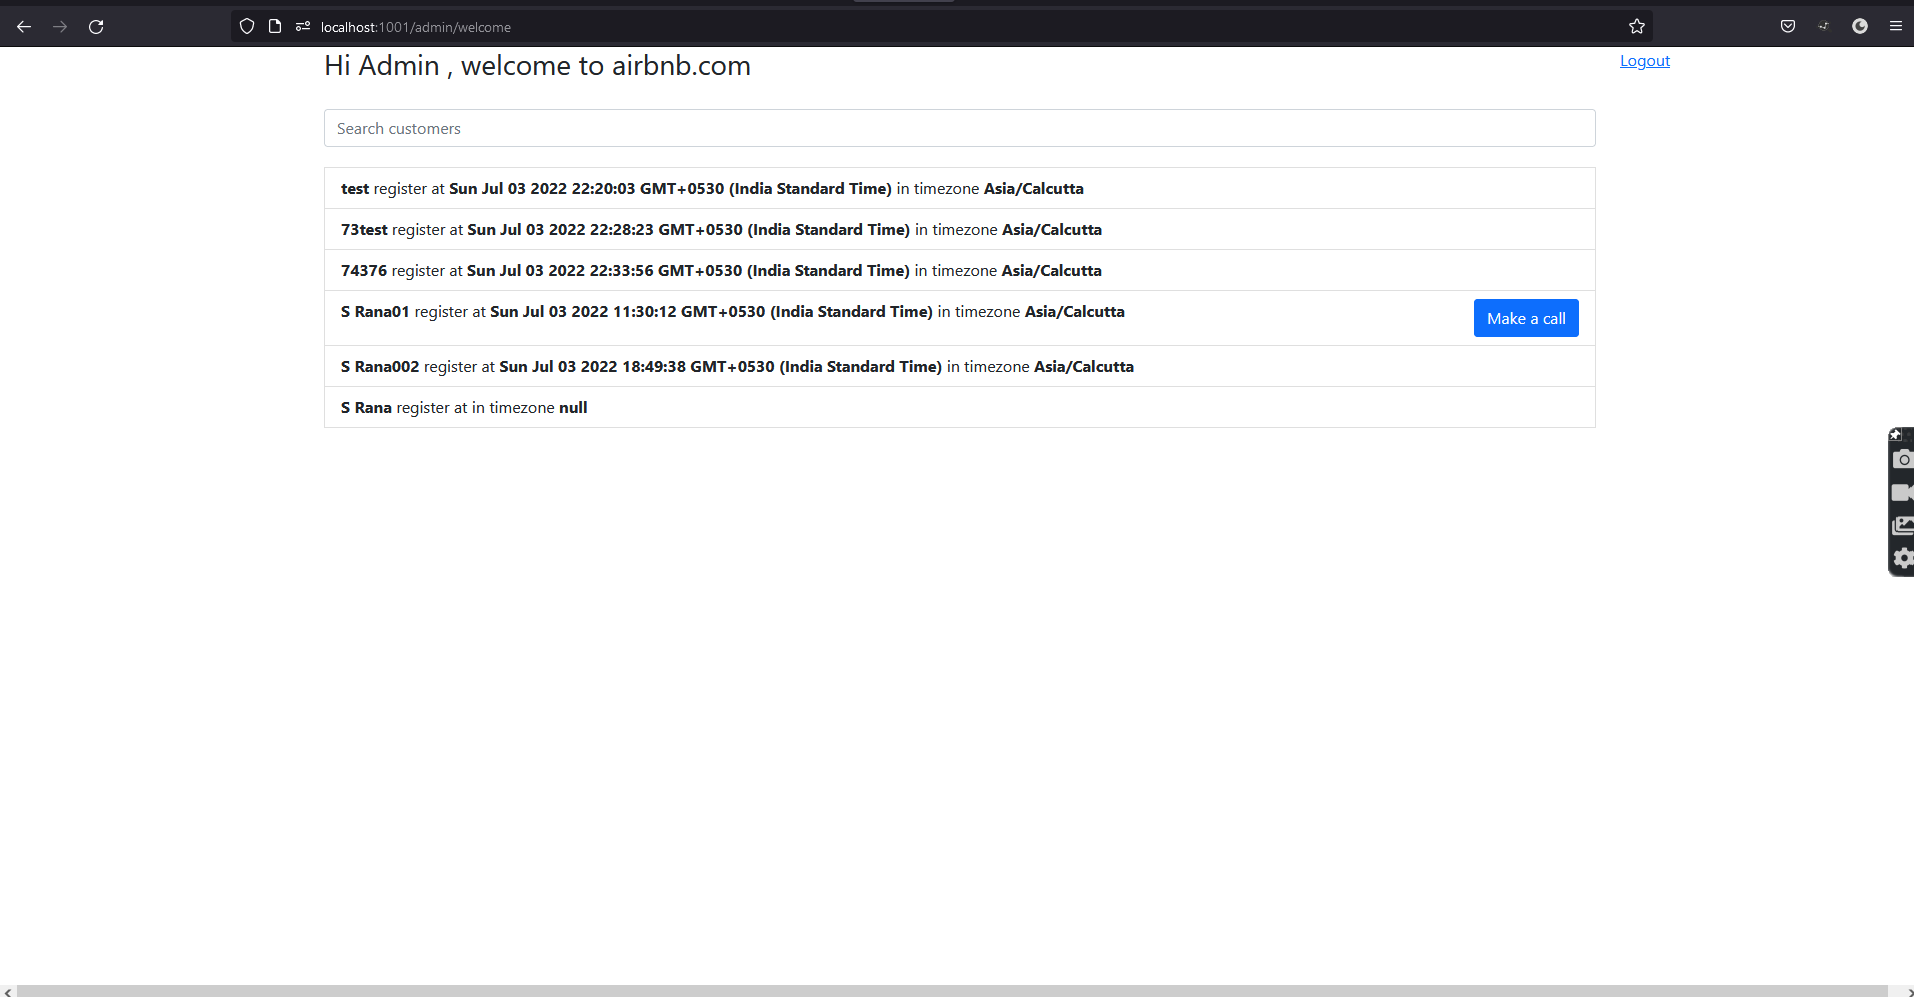 localhost:1001/admin/welcome
Hi Admin , welcome to airbnb.com
Logout
Search customers
test register at Sun Jul 03 2022 22:20:03 GMT+0530 (India Standard Time) in timezone Asia/Calcutta
73test register at Sun Jul 03 2022 22:28:23 GMT+0530 (India Standard Time) in timezone Asia/Calcutta
74376 register at Sun Jul 03 2022 22:33:56 GMT+0530 (India Standard Time) in timezone Asia/Calcutta
S Rana01 register at Sun Jul 03 2022 11:30:12 GMT+0530 (India Standard Time) in timezone Asia/Calcutta
Make a call
S Rana002 register at Sun Jul 03 2022 18:49:38 GMT+0530 (India Standard Time) in timezone Asia/Calcutta
S Rana register at in timezone null